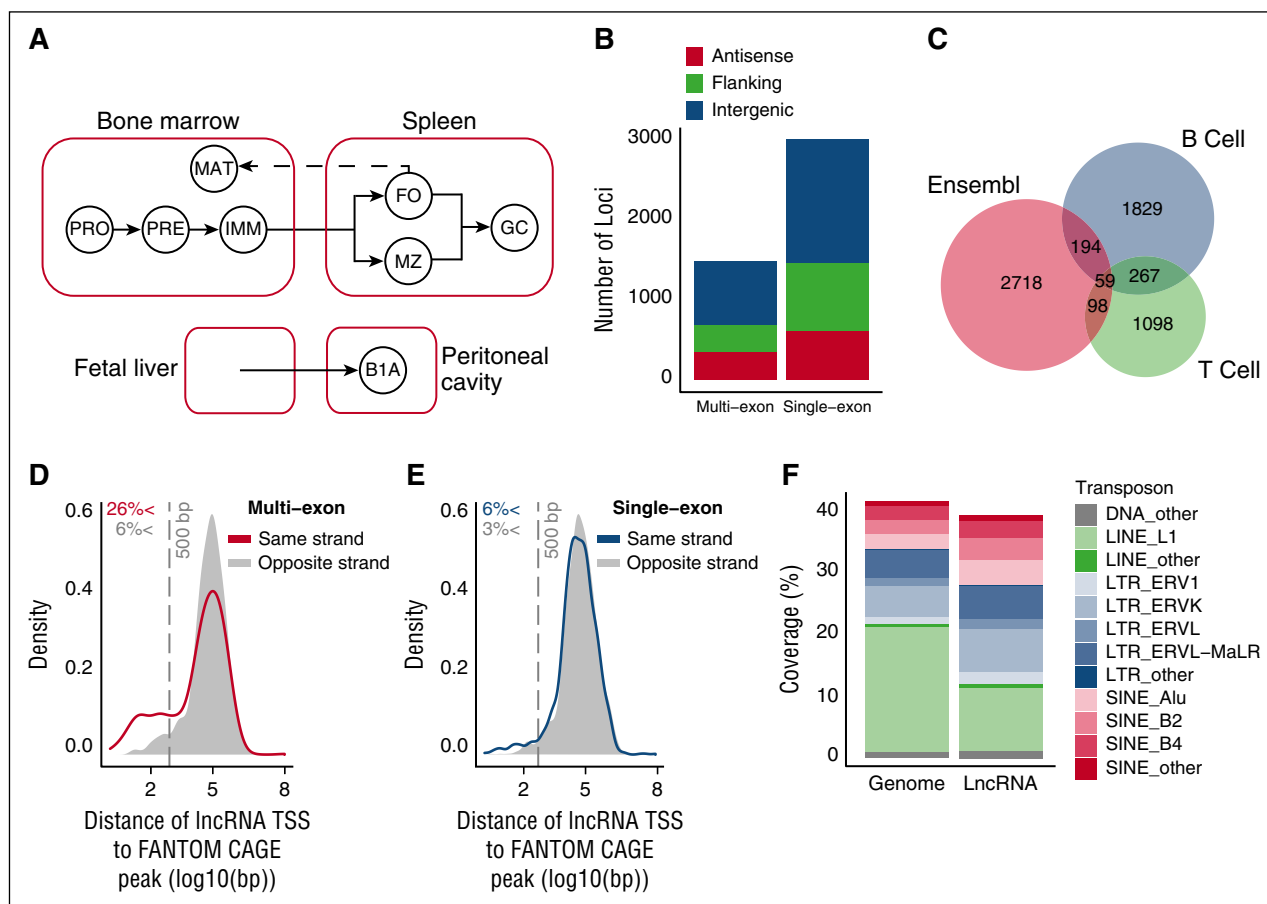 A
Bone marrow
Spleen
MAT
FO
PRO
PRE
IMM
GC
MZ
Fetal liver
B1A
Peritoneal
cavity
B
Antisense
Flanking
Intergenic
Number of Loci
3000
2000
1000
0
Multi–exon
Single–exon
C
B Cell
Ensembl
1829
194
2718
59
267
98
1098
T Cell
D
26%<
6%<
500 bp
Multi–exon
Same strand
Opposite strand
Density
0.6
0.4
0.2
0.0
2
5
8
Distance of lncRNA TSS
to FANTOM CAGE
peak (log10(bp))
E
6%<
3%<
500 bp
Single–exon
Same strand
Opposite strand
Density
0.6
0.4
0.2
0.0
2
5
8
Distance of lncRNA TSS
to FANTOM CAGE
peak (log10(bp))
F
Coverage (%)
40
30
20
10
0
Genome
LncRNA
Transposon
DNA_other
LINE_L1
LINE_other
LTR_ERV1
LTR_ERVK
LTR_ERVL
LTR_ERVL–MaLR
LTR_other
SINE_Alu
SINE_B2
SINE_B4
SINE_other